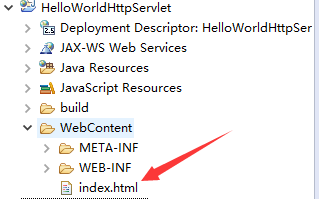 HelloWorldHttpServlet
Deployment Descriptor: HelloWorldHttpSer
JAX-WS Web Services
Java Resources
JavaScript Resources
build
WebContent
META-INF
WEB-INF
index.html